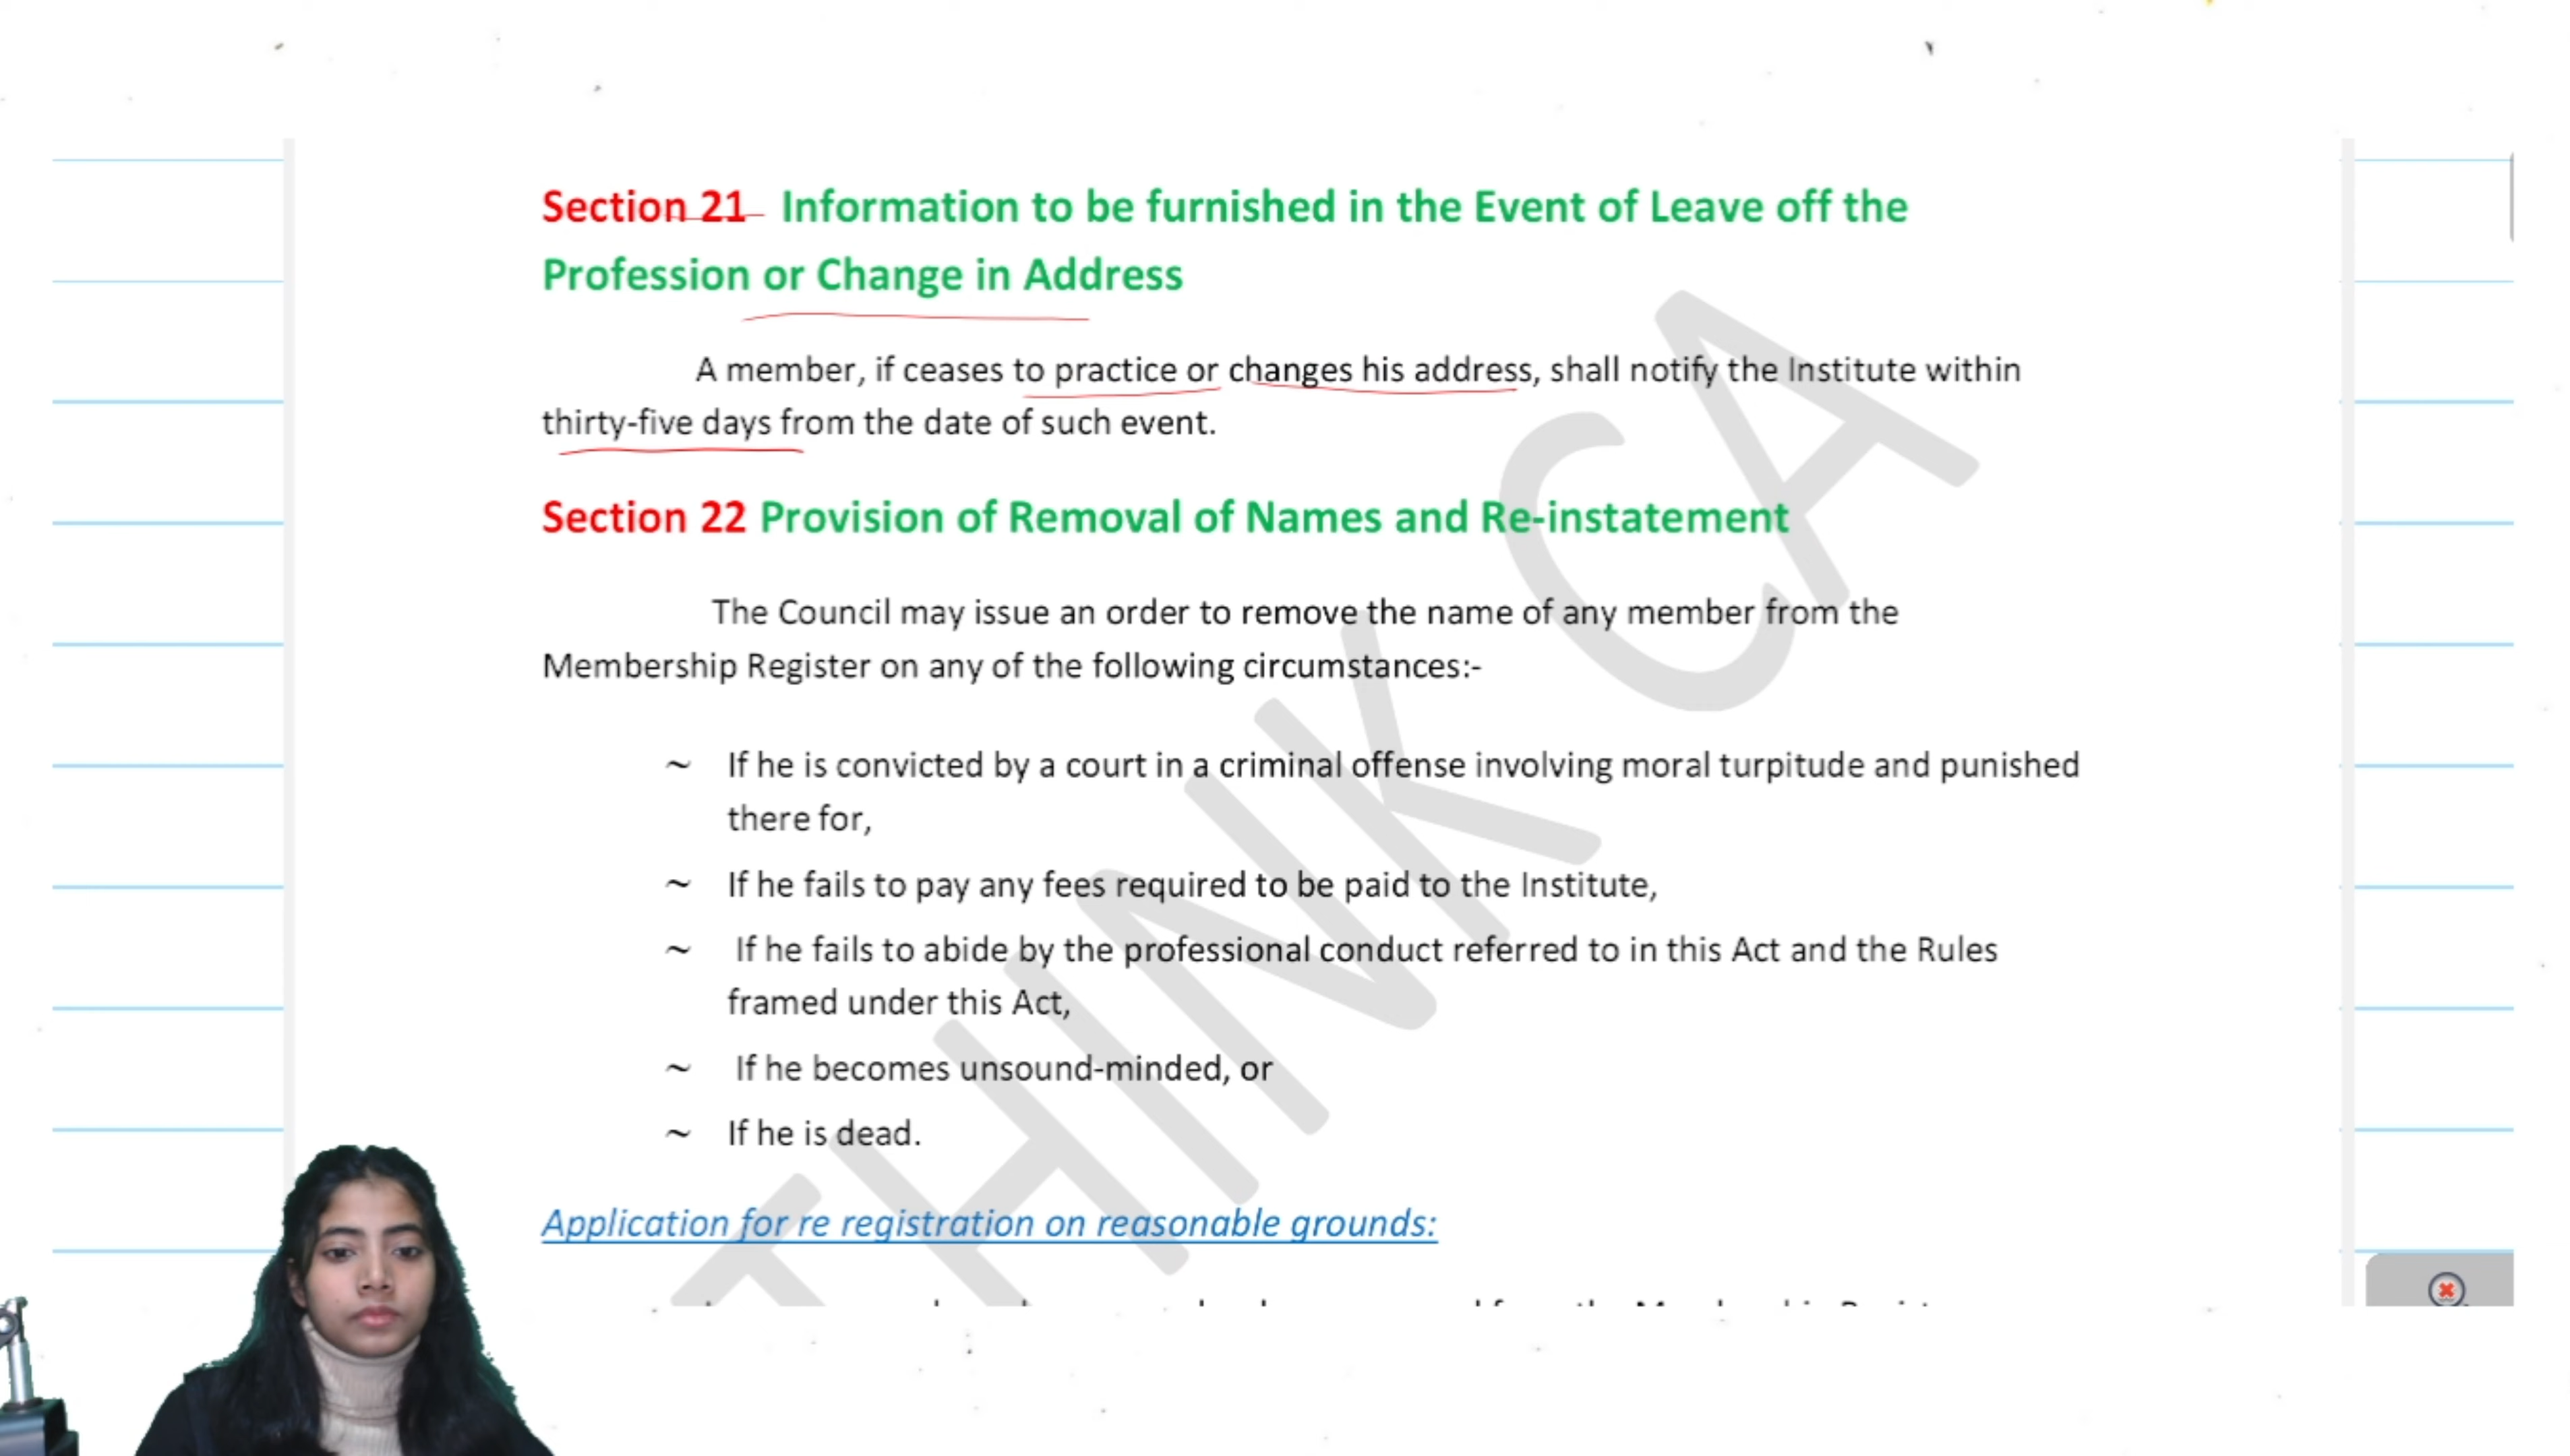 Section 21 Information to be furnished in the Event of Leave off the
Profession or Change in Address
A member, if ceases to practice or changes his address, shall notify the Institute within
thirty-five days from the date of such event.
Section 22 Provision of Removal of Names and Re-instatement
The Council may issue an order to remove the name of any member from the
Membership Register on any of the following circumstances:-
~ If he is convicted by a court in a criminal offense involving moral turpitude and punished
there for,
~ If he fails to pay any fees required to be paid to the Institute,
~ If he fails to abide by the professional conduct referred to in this Act and the Rules
framed under this Act,
~ If he becomes unsound-minded, or
~ If he is dead.
Application for re registration on reasonable grounds:
THINK CA